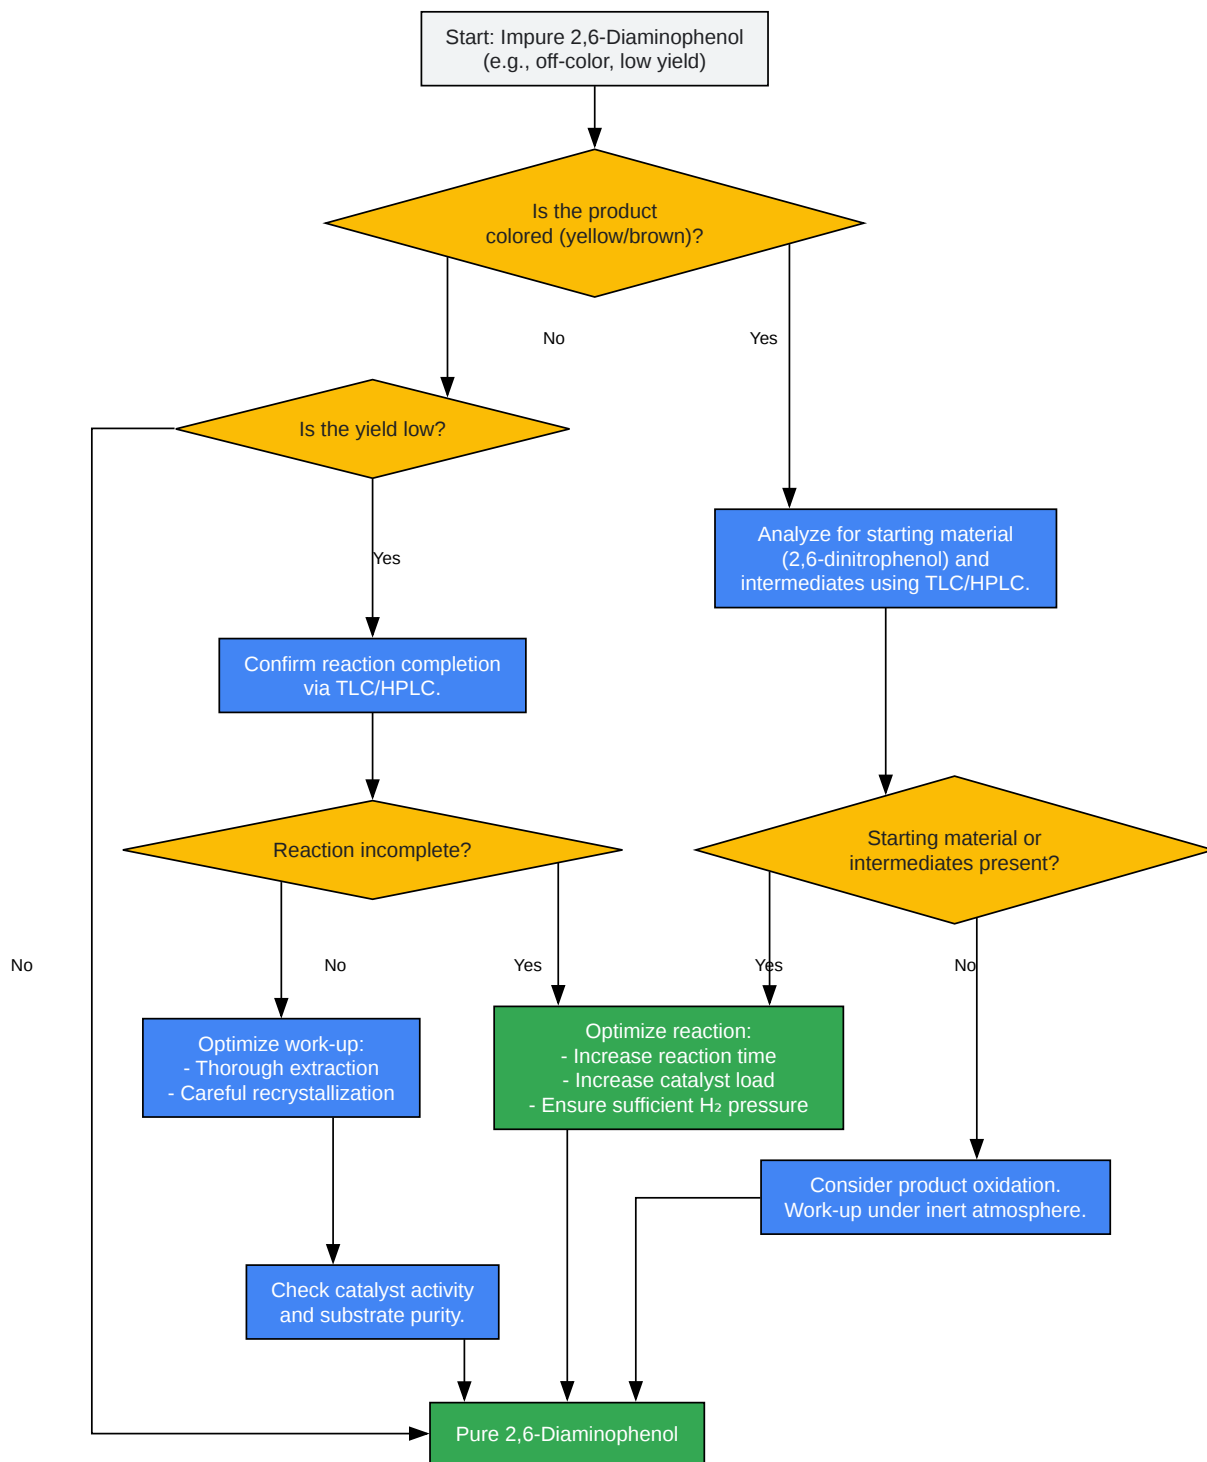 Start: Impure 2,6-Diaminophenol
(e.g., off-color, low yield)
Is the product
colored (yellow/brown)?
No
Yes
Is the yield low?
Analyze for starting material
(2,6-dinitrophenol) and
intermediates using TLC/HPLC.
Yes
Confirm reaction completion
via TLC/HPLC.
Reaction incomplete?
Starting material or
intermediates present?
No
No
Yes
Yes
No
Optimize work-up:
- Thorough extraction
- Careful recrystallization
Optimize reaction:
- Increase reaction time
- Increase catalyst load
- Ensure sufficient H₂ pressure
Consider product oxidation.
Work-up under inert atmosphere.
Check catalyst activity
and substrate purity.
Pure 2,6-Diaminophenol